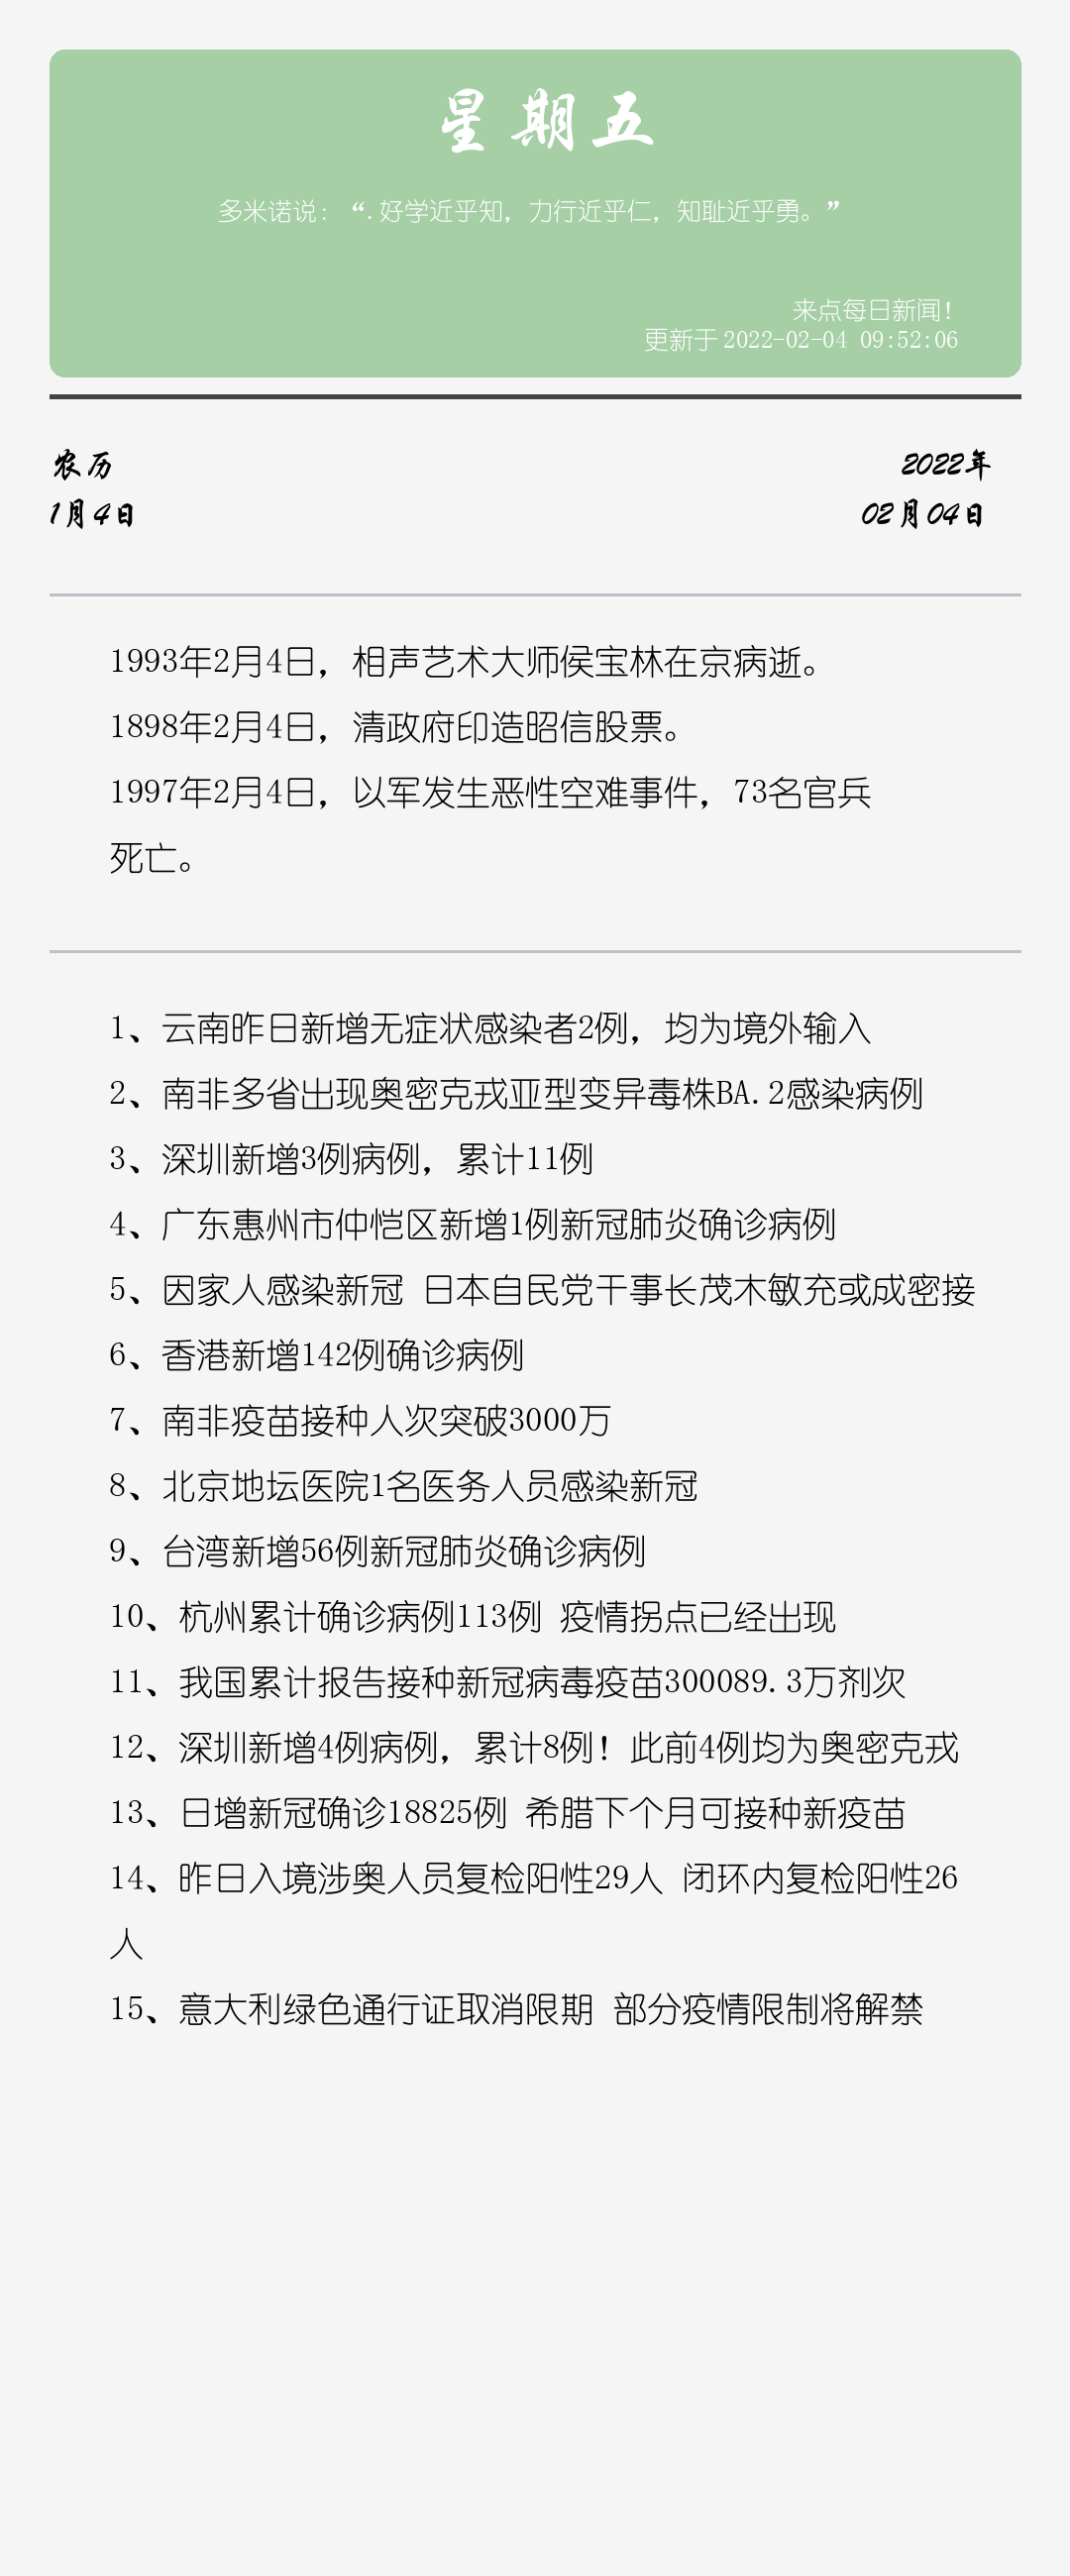 星期五
多米诺说：“.好学近乎知，力行近乎仁，知耻近乎勇。”
来点每日新闻！
更新于2022-02-04 09:52:06
农历
2022年
1月4日
02月04日
1993年2月4日，相声艺术大师侯宝林在京病逝。
1898年2月4日，清政府印造昭信股票。
1997年2月4日，以军发生恶性空难事件，73名官兵
死亡。
1、云南昨日新增无症状感染者2例，均为境外输入
2、南非多省出现奥密克戎亚型变异毒株BA.2感染病例
3、深圳新增3例病例，累计11例
4、广东惠州市仲恺区新增1例新冠肺炎确诊病例
5、因家人感染新冠 日本自民党干事长茂木敏充或成密接
6、香港新增142例确诊病例
7、南非疫苗接种人次突破3000万
8、北京地坛医院1名医务人员感染新冠
9、台湾新增56例新冠肺炎确诊病例
10、杭州累计确诊病例113例 疫情拐点已经出现
11、我国累计报告接种新冠病毒疫苗300089.3万剂次
12、深圳新增4例病例，累计8例！此前4例均为奥密克戎
13、日增新冠确诊18825例 希腊下个月可接种新疫苗
14、昨日入境涉奥人员复检阳性29人 闭环内复检阳性26
人
15、意大利绿色通行证取消限期 部分疫情限制将解禁